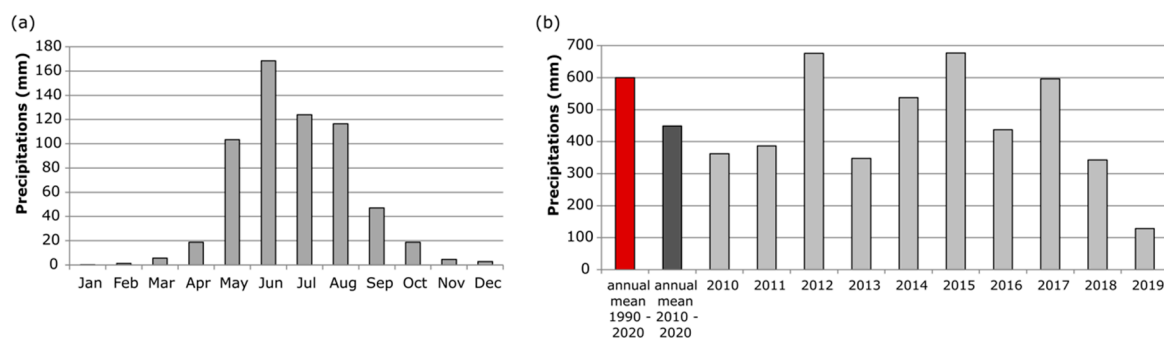 (a)
Precipitations (mm)
180
160
140
120
100
80
60
40
20
0
Jan Feb Mar Apr May Jun Jul Aug Sep Oct Nov Dec
(b)
Precipitations (mm)
700
600
500
400
300
200
100
0
annual mean 1990 - 2020
annual mean 2010 - 2020
2010 2011 2012 2013 2014 2015 2016 2017 2018 2019